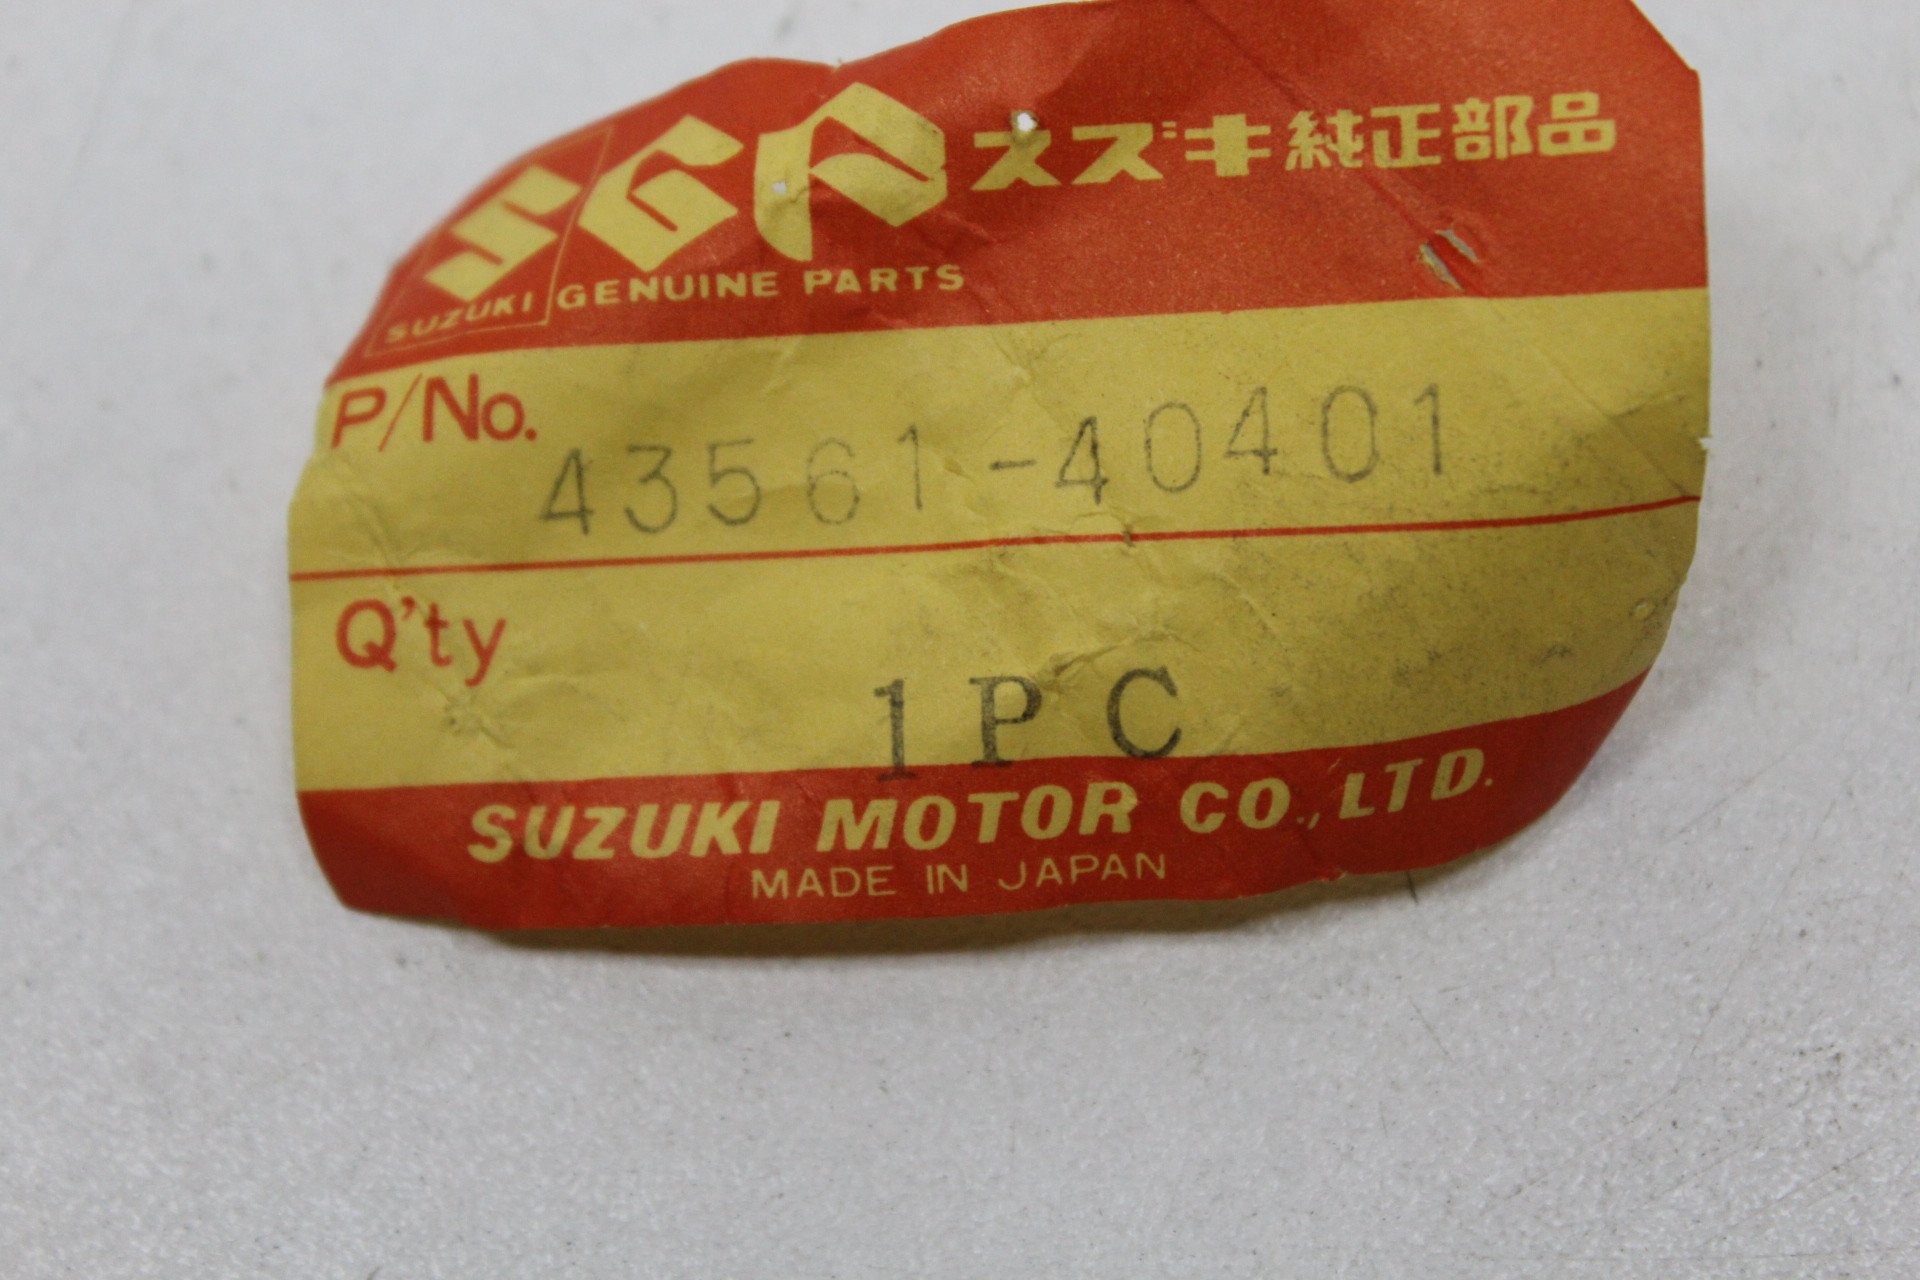 SGP スズキ純正部品
SUZUKI GENUINE PARTS
P/No.
43561-40401
Q'ty
1PC
SUZUKI MOTOR CO., LTD.
MADE IN JAPAN